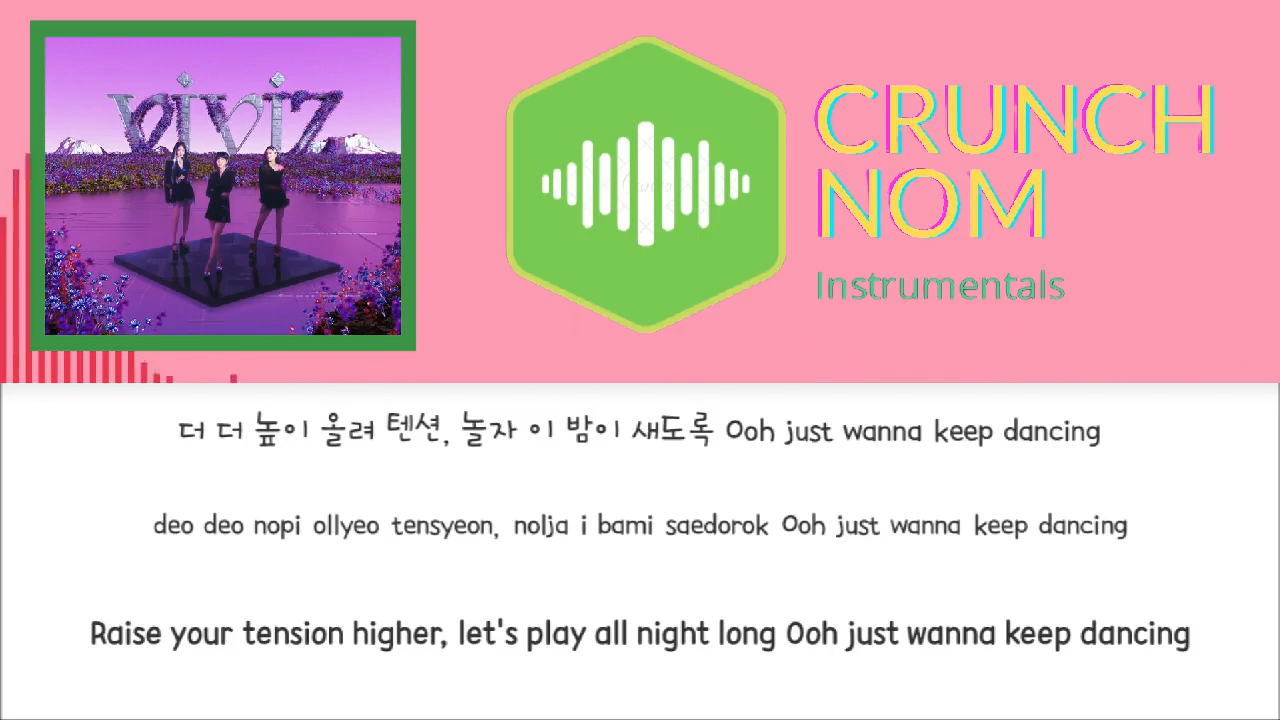 VIVIZ
CRUNCH
NOM
Instrumentals
더 더 높이 올려 텐션, 놀자 이 밤이 새도록 Ooh just wanna keep dancing
deo deo nopi ollyeo tensyeon, nolja i bami saedorok Ooh just wanna keep dancing
Raise your tension higher, let's play all night long Ooh just wanna keep dancing